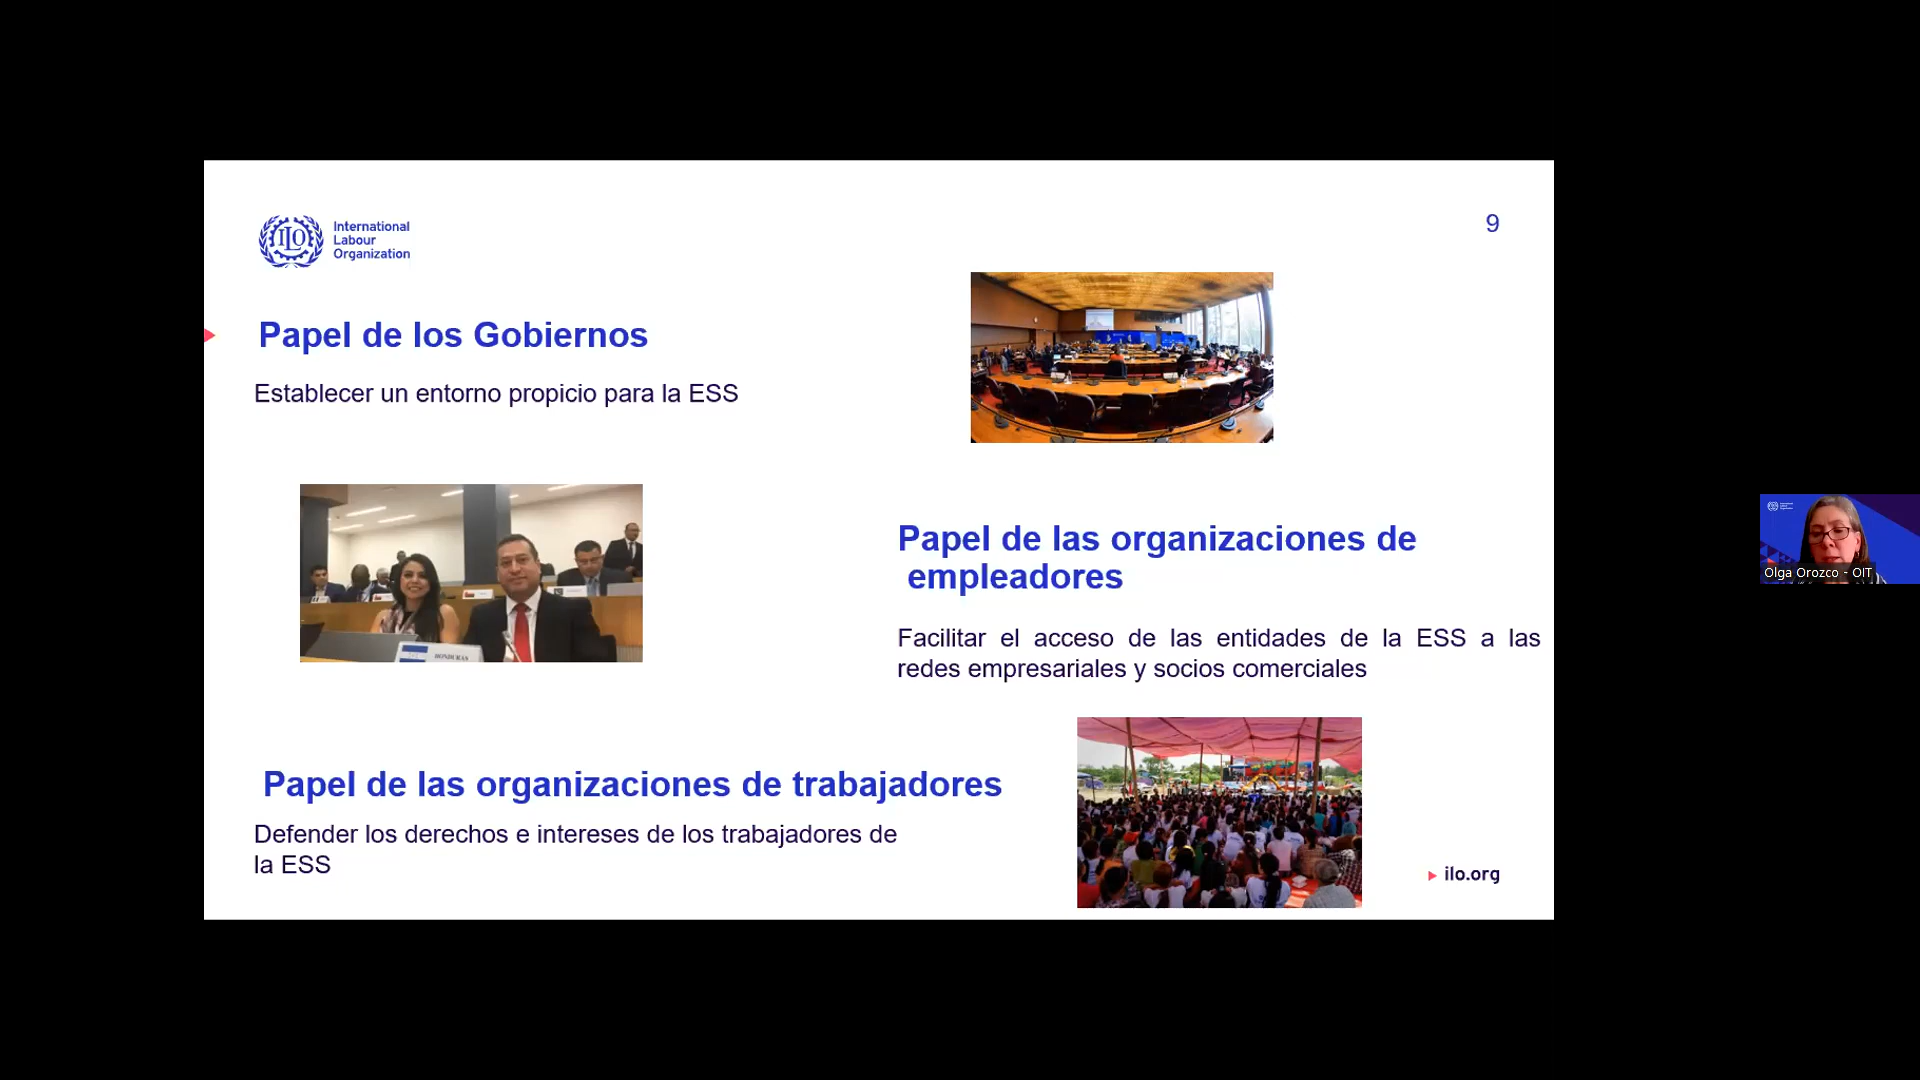 International
Labour
Organization
9
Papel de los Gobiernos
Establecer un entorno propicio para la ESS
HONDURAS
Papel de las organizaciones de
empleadores
Facilitar el acceso de las entidades de la ESS a las
redes empresariales y socios comerciales
Papel de las organizaciones de trabajadores
Defender los derechos e intereses de los trabajadores de
la ESS
ilo.org
Olga Orozco - OIT